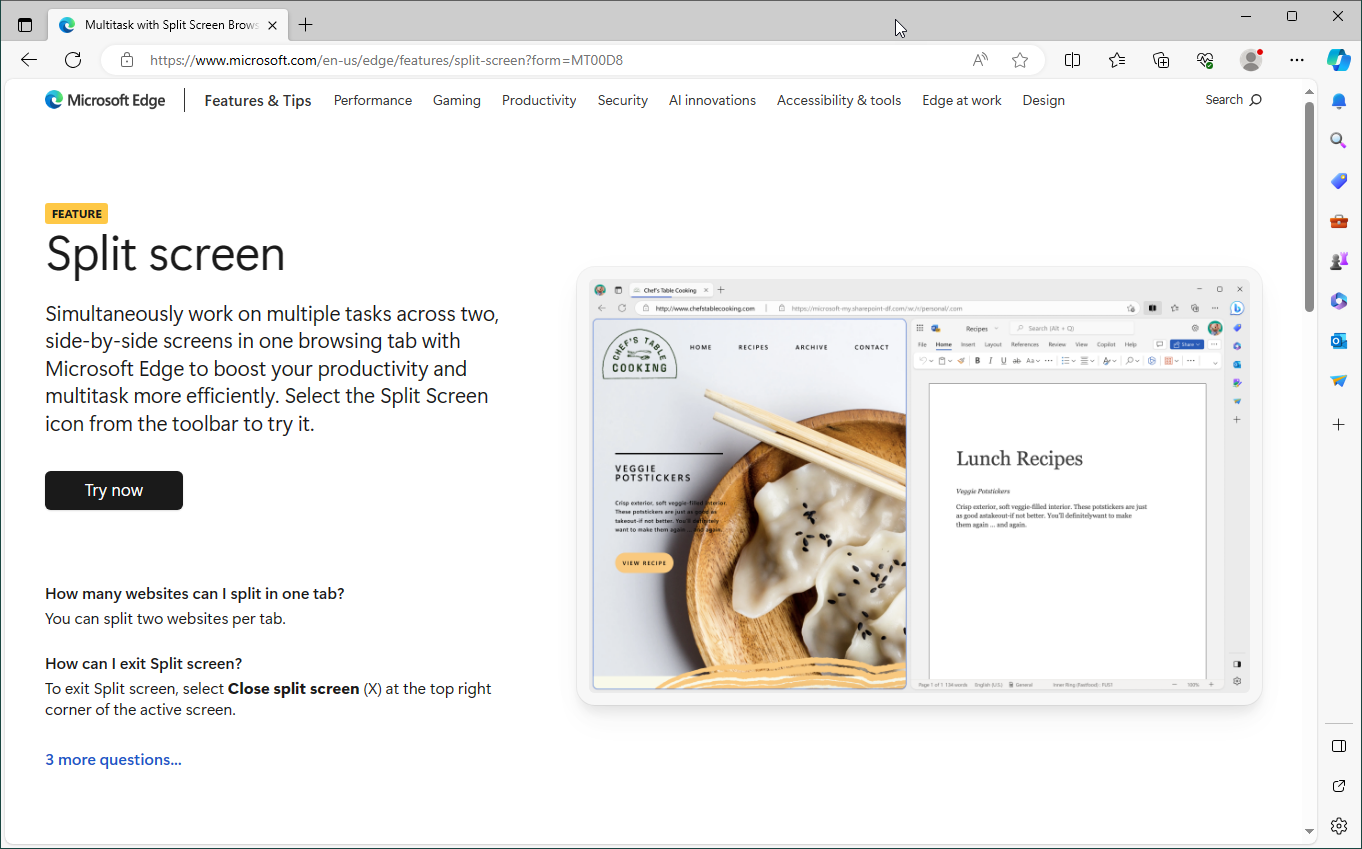 Multitask with Split Screen Brows
https://www.microsoft.com/en-us/edge/features/split-screen?form=MT00D8
Microsoft Edge
Features & Tips
Performance
Gaming
Productivity
Security
AI innovations
Accessibility & tools
Edge at work
Design
Search
FEATURE
Split screen
Simultaneously work on multiple tasks across two,
side-by-side screens in one browsing tab with
Microsoft Edge to boost your productivity and
multitask more efficiently. Select the Split Screen
icon from the toolbar to try it.
Try now
How many websites can I split in one tab?
You can split two websites per tab.
How can I exit Split screen?
To exit Split screen, select Close split screen (X) at the top right
corner of the active screen.
3 more questions...
Chef's Table Cooking
http://www.chefstablecooking.com
https://microsoft-my.sharepoint-df.com/:w:/r/personal/.com
CHEF'S TABLE
COOKING
HOME
RECIPES
ARCHIVE
CONTACT
VEGGIE
POTSTICKERS
Crisp exterior, soft veggie-filled interior.
These potstickers are just as good as
takeout-if not better. You'll definitely
want to make them again ... and again.
VIEW RECIPE
Recipes
Search (Alt + Q)
File
Home
Insert
Layout
References
Review
View
Copilot
Help
Share
B
I
U
ab
Aa
Lunch Recipes
Veggie Potstickers
Crisp exterior, soft veggie-filled interior. These potstickers are just
as good astakeout-if not better. You'll definitelywant to make
them again ... and again.
Page 1 of 1
134 words
English (U.S.)
General
Inner Ring (Fastfood) : FUS1
100%